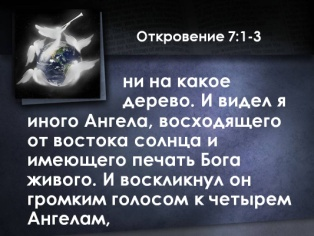 Откровение 7:1-3
ни на какое
дерево. И видел я
иного Ангела, восходящего
от востока солнца и
имеющего печать Бога
живого. И воскликнул он
громким голосом к четырем
Ангелам,